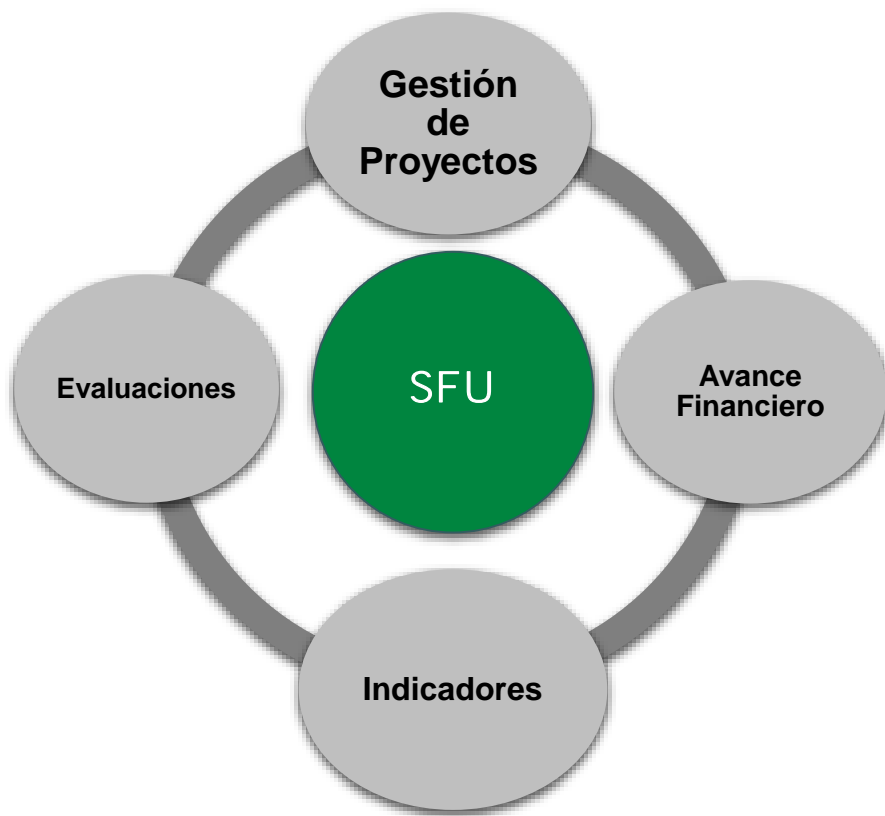 Gestión
de
Proyectos
Evaluaciones
SFU
Avance
Financiero
Indicadores